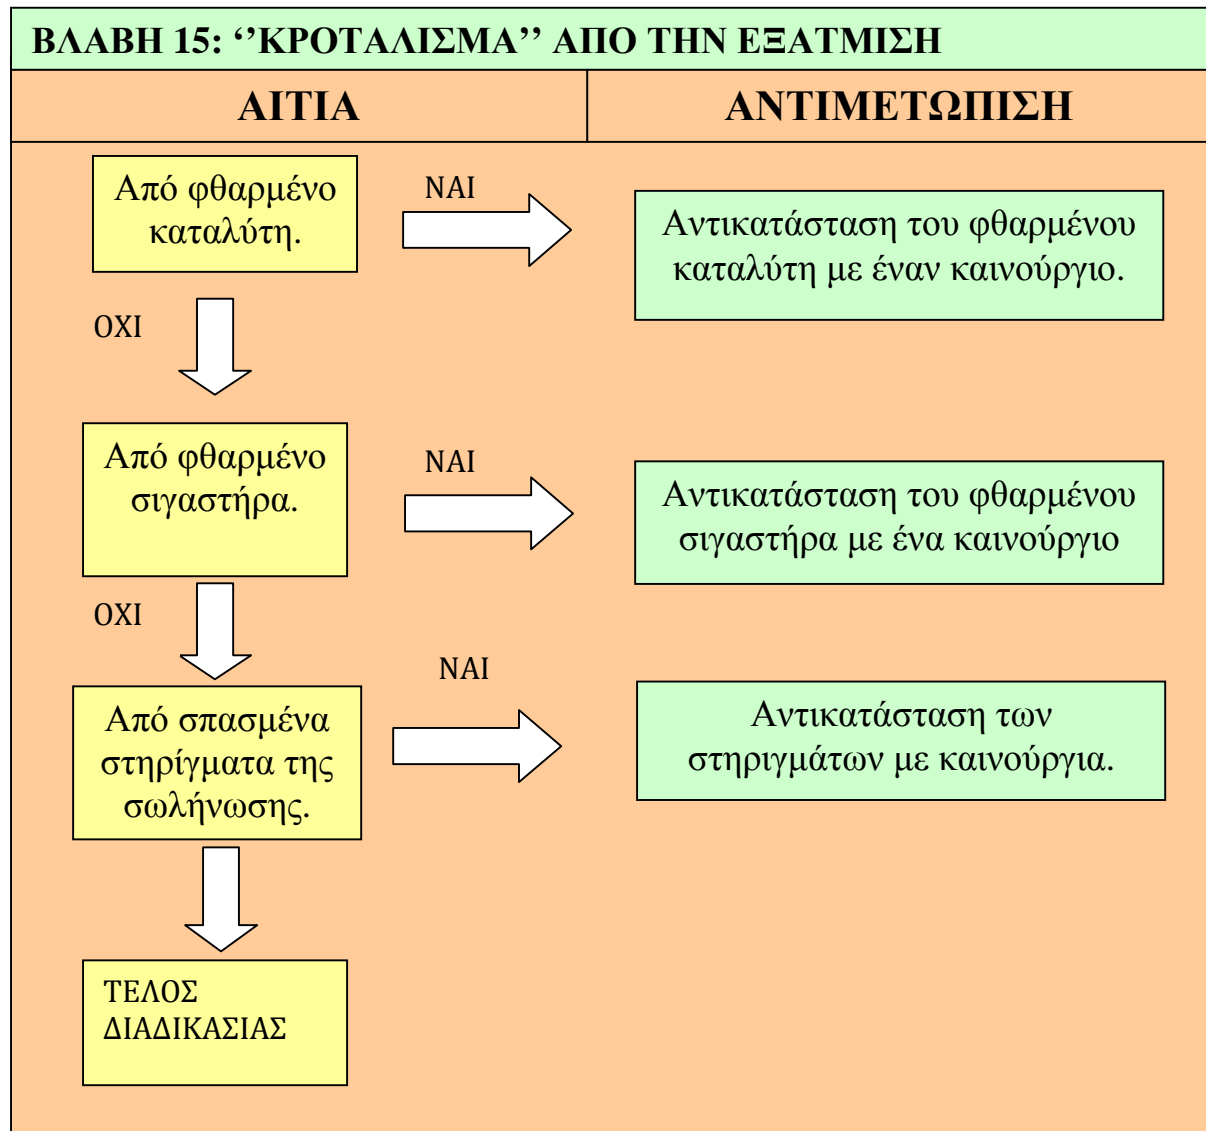 ΒΛΑΒΗ 15: ‘’ΚΡΟΤΑΛΙΣΜΑ’’ ΑΠΟ ΤΗΝ ΕΞΑΤΜΙΣΗ
ΑΙΤΙΑ
ΑΝΤΙΜΕΤΩΠΙΣΗ
Από φθαρμένο
καταλύτη.
ΝΑΙ
Αντικατάσταση του φθαρμένου
καταλύτη με έναν καινούργιο.
ΟΧΙ
Από φθαρμένο
σιγαστήρα.
ΝΑΙ
Αντικατάσταση του φθαρμένου
σιγαστήρα με ένα καινούργιο
ΟΧΙ
Από σπασμένα
στηρίγματα της
σωλήνωσης.
ΝΑΙ
Αντικατάσταση των
στηριγμάτων με καινούργια.
ΤΕΛΟΣ
ΔΙΑΔΙΚΑΣΙΑΣ